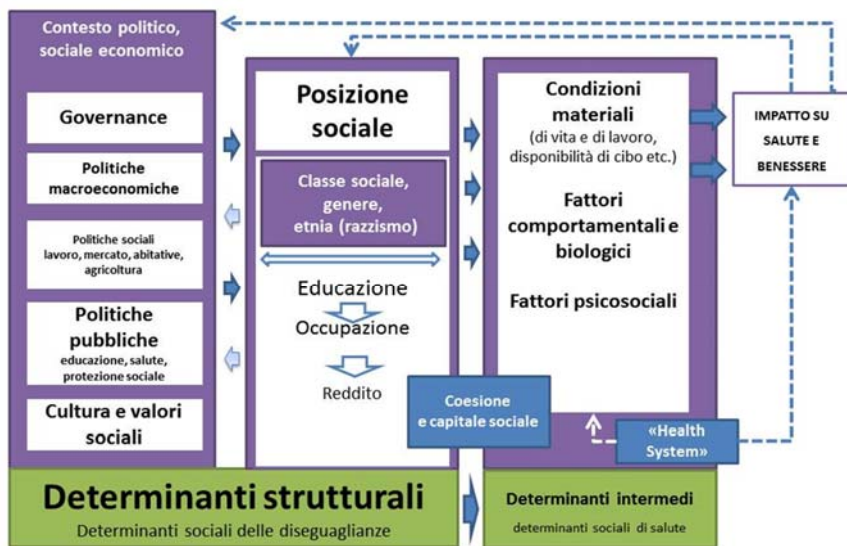 Contesto politico,
sociale economico
Governance
Politiche
macroeconomiche
Politiche sociali
lavoro, mercato, abitative,
agricoltura
Politiche
pubbliche
educazione, salute,
protezione sociale
Cultura e valori
sociali
Posizione
sociale
Classe sociale,
genere,
etnia (razzismo)
Educazione
Occupazione
Reddito
Condizioni
materiali
(di vita e di lavoro,
disponibilità di cibo etc.)
Fattori
comportamentali e
biologici
Fattori psicosociali
Coesione
e capitale sociale
«Health
System»
IMPATTO SU
SALUTE E
BENESSERE
Determinanti strutturali
Determinanti sociali delle diseguaglianze
Determinanti intermedi
determinanti sociali di salute